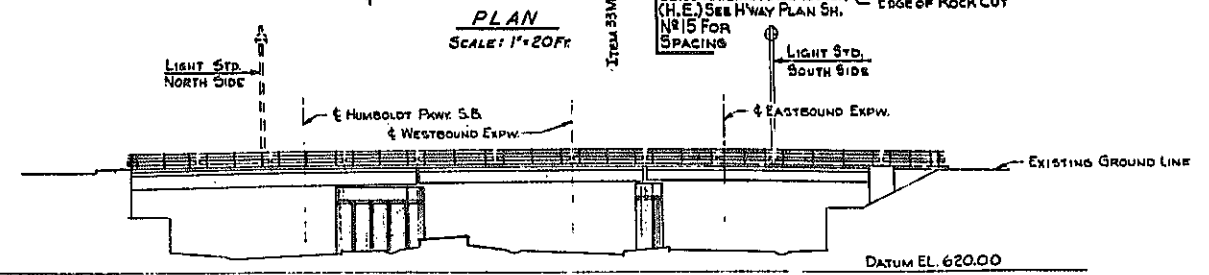 PLAN
SCALE: 1"=20FT.
ITEM 33M
(H.E.) SEE H'WAY PLAN SH.
Nº 15 FOR
SPACING
EDGE OF ROCK CUT
LIGHT STD.
NORTH SIDE
LIGHT STD.
SOUTH SIDE
℄ HUMBOLDT PKWY. S.B.
℄ WESTBOUND EXPW.
℄ EASTBOUND EXPW.
EXISTING GROUND LINE
DATUM EL. 620.00